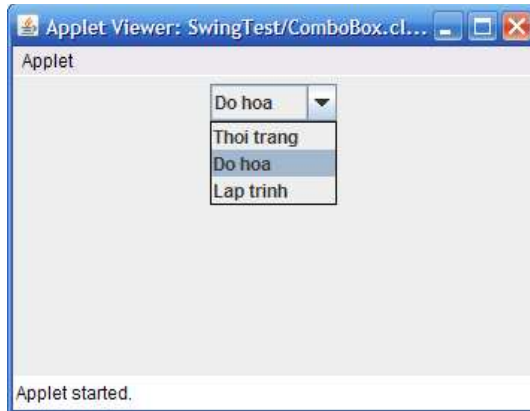 Applet Viewer: SwingTest/ComboBox.cl...
Applet
Do hoa
Thoi trang
Do hoa
Lap trinh
Applet started.